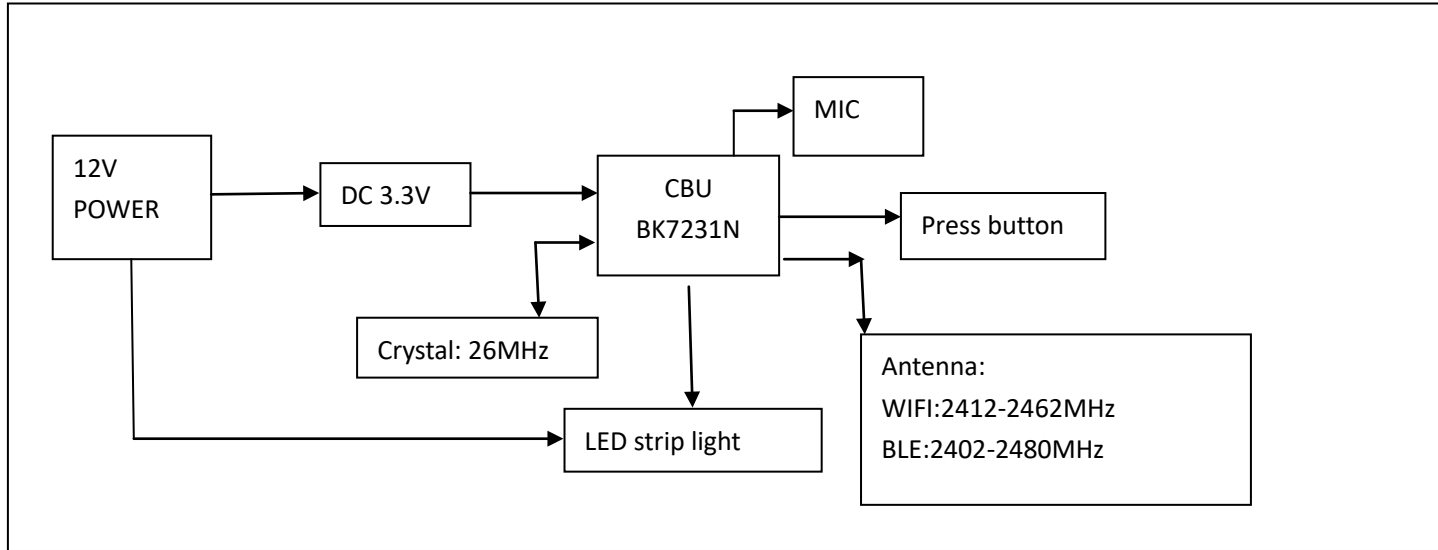 MIC
12V
POWER
DC 3.3V
CBU
BK7231N
Press button
Crystal: 26MHz
Antenna:
WIFI:2412-2462MHz
BLE:2402-2480MHz
LED strip light